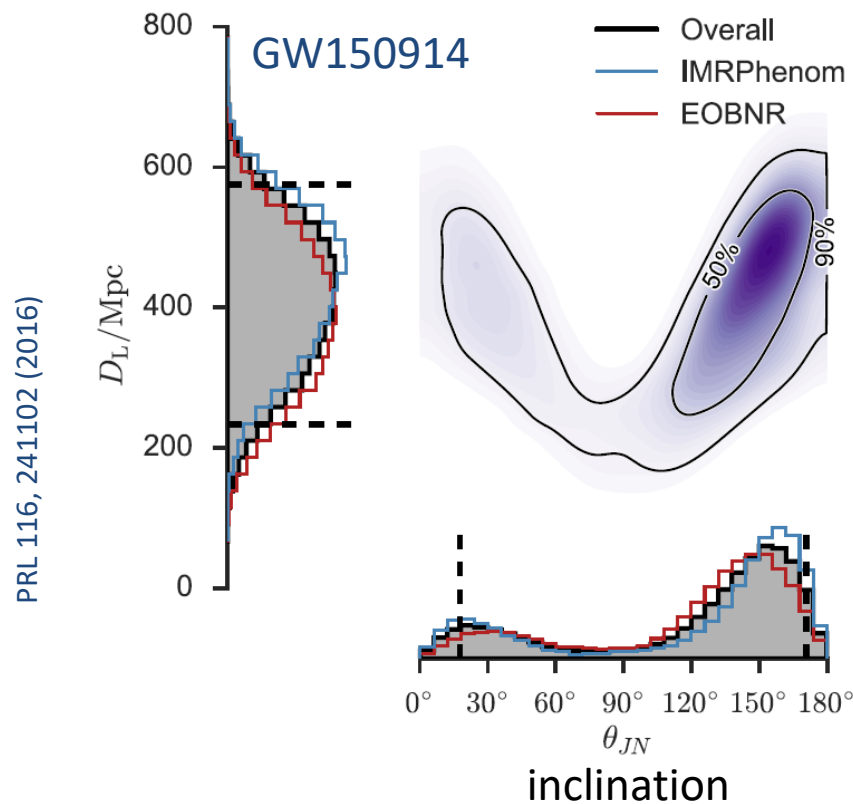 GW150914
Overall
IMRPhenom
EOBNR
800
600
400
200
0
D_L/Mpc
PRL 116, 241102 (2016)
50%
90%
0° 30° 60° 90° 120° 150° 180°
θ_JN
inclination